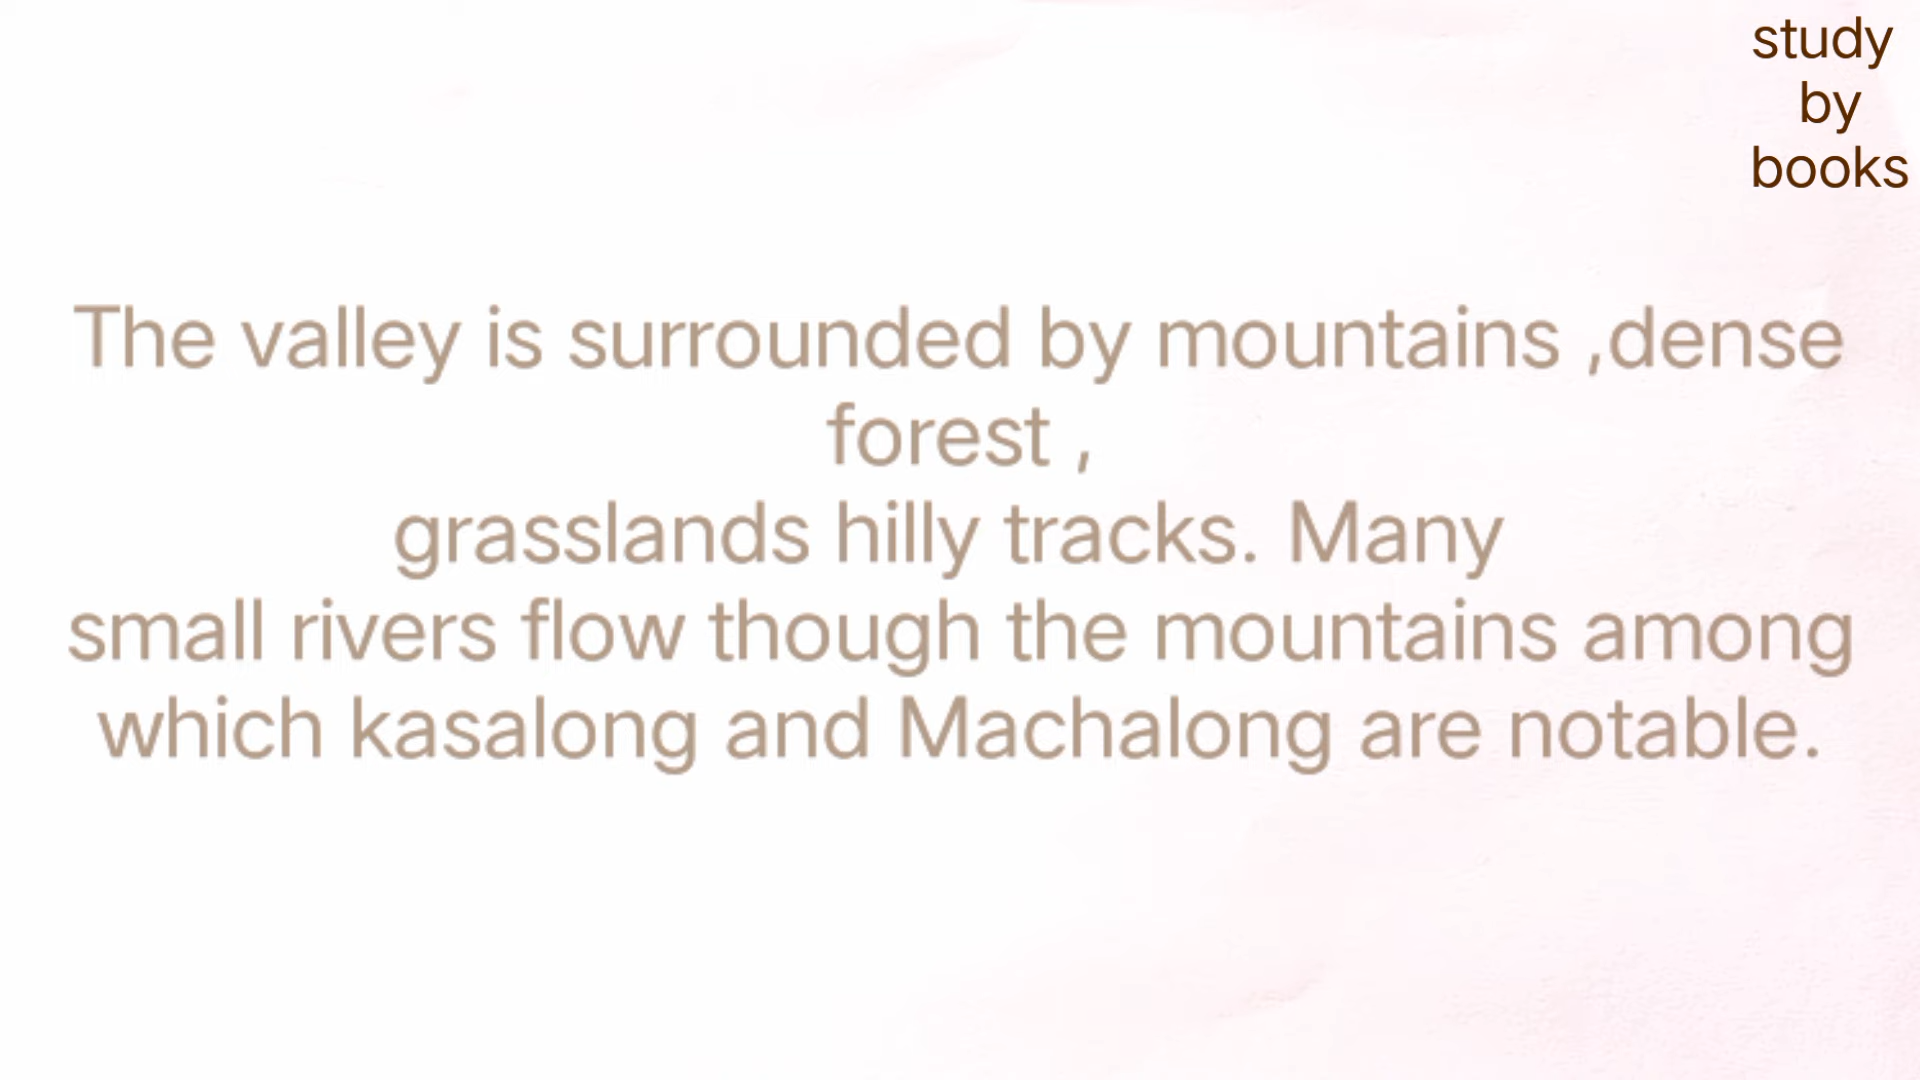 study
by
books
The valley is surrounded by mountains ,dense
forest ,
grasslands hilly tracks. Many
small rivers flow though the mountains among
which kasalong and Machalong are notable.